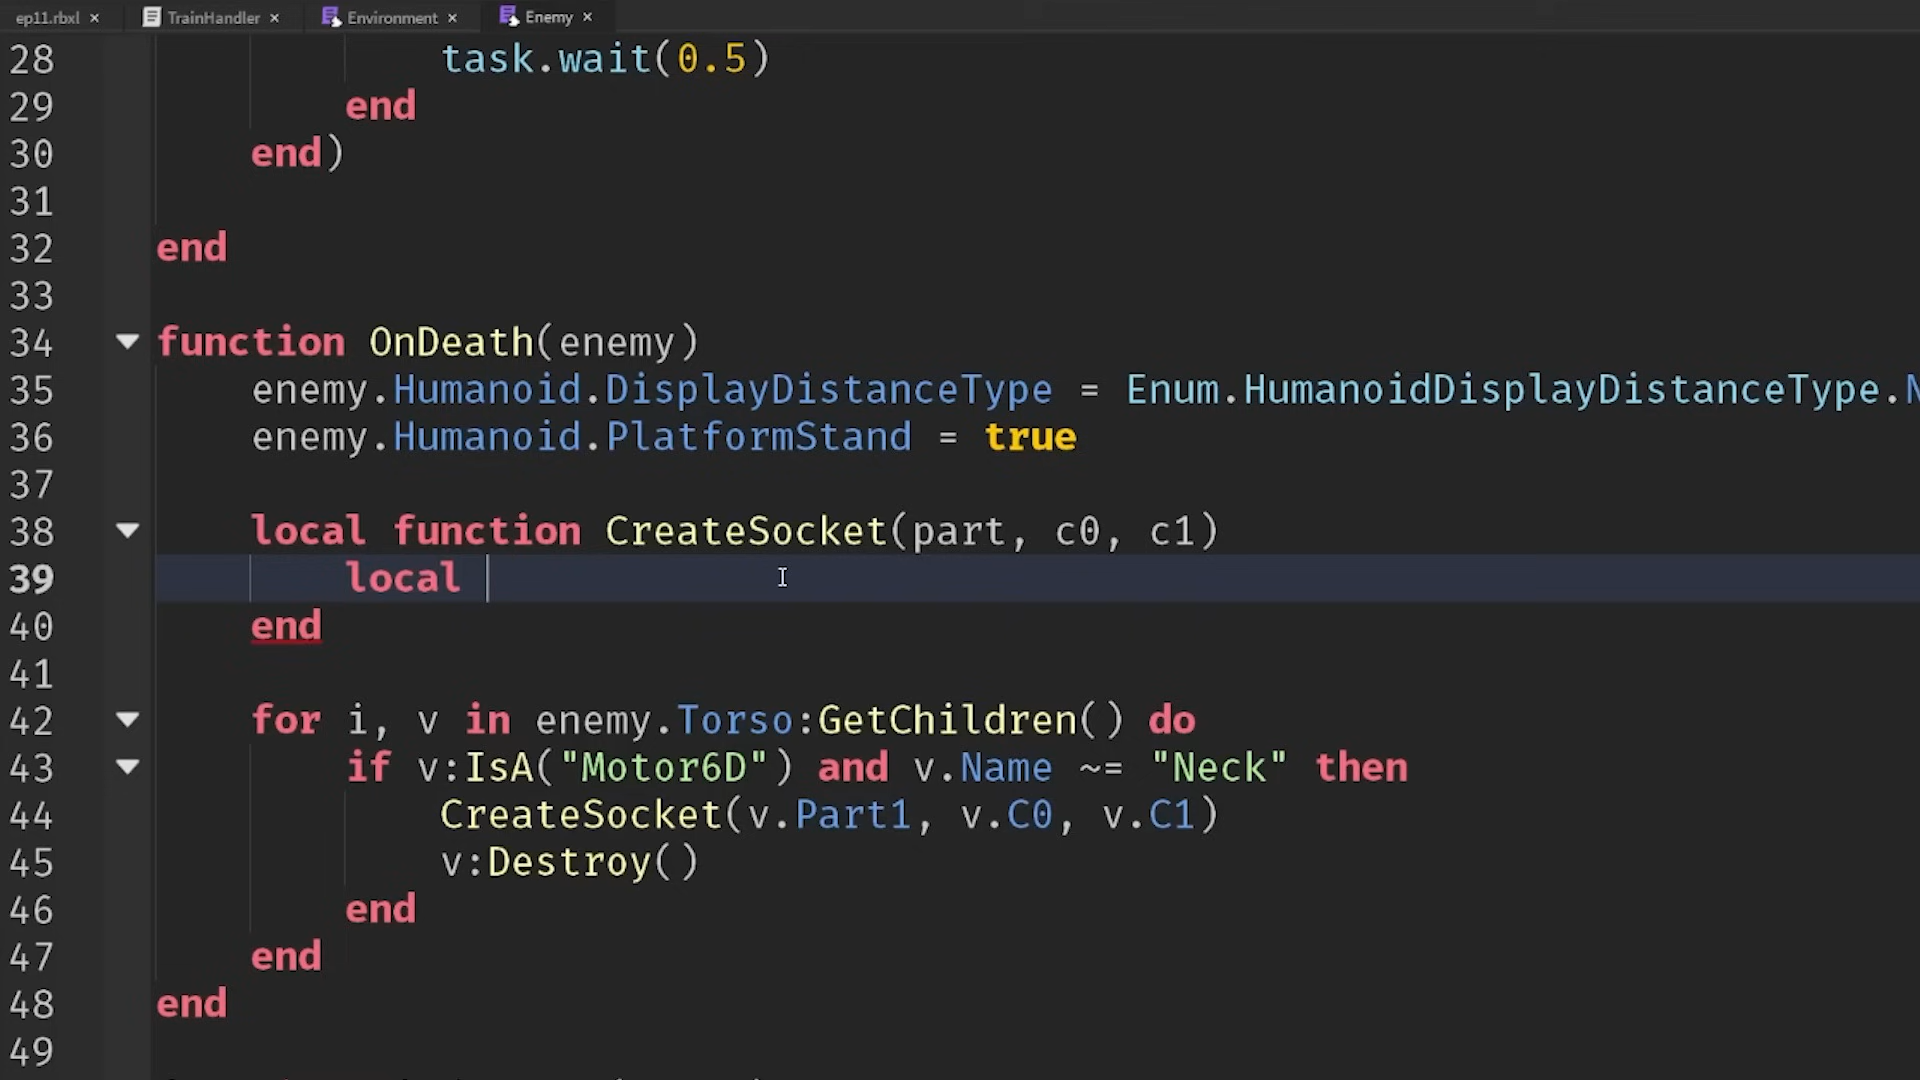 ep11.rbxl × TrainHandler × Environment × Enemy ×
28 task.wait(0.5)
29 end
30 end)
31
32 end
33
34 function OnDeath(enemy)
35 enemy.Humanoid.DisplayDistanceType = Enum.HumanoidDisplayDistanceType.N
36 enemy.Humanoid.PlatformStand = true
37
38 local function CreateSocket(part, c0, c1)
39 local
40 end
41
42 for i, v in enemy.Torso:GetChildren() do
43 if v:IsA("Motor6D") and v.Name ~= "Neck" then
44 CreateSocket(v.Part1, v.C0, v.C1)
45 v:Destroy()
46 end
47 end
48 end
49